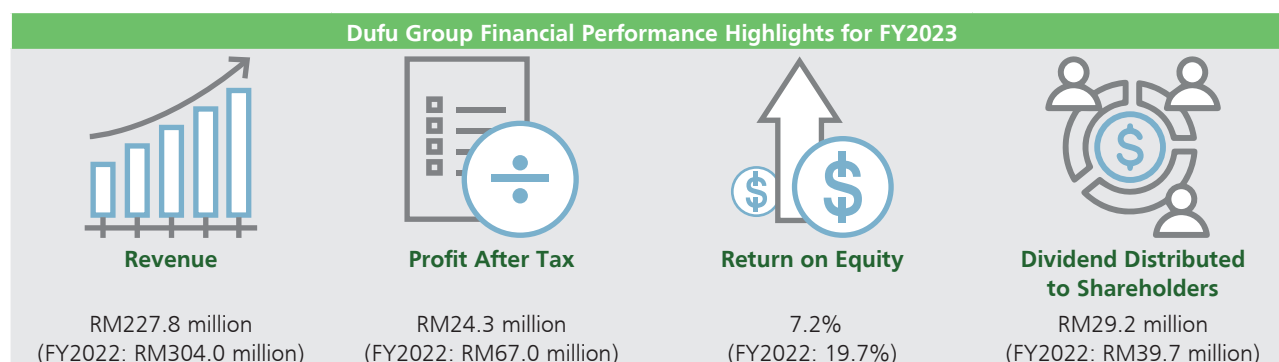 Dufu Group Financial Performance Highlights for FY2023
$
$
$
Revenue
Profit After Tax
Return on Equity
Dividend Distributed
to Shareholders
RM227.8 million
(FY2022: RM304.0 million)
RM24.3 million
(FY2022: RM67.0 million)
7.2%
(FY2022: 19.7%)
RM29.2 million
(FY2022: RM39.7 million)